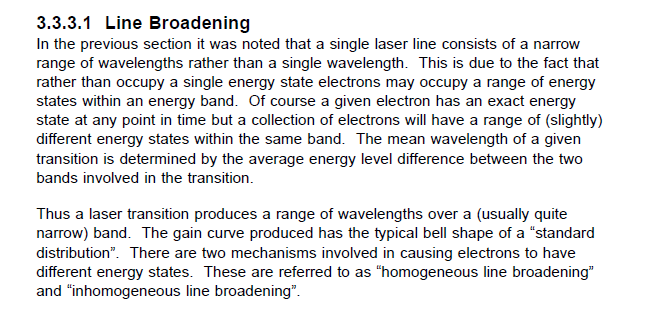 3.3.3.1 Line Broadening
In the previous section it was noted that a single laser line consists of a narrow
range of wavelengths rather than a single wavelength. This is due to the fact that
rather than occupy a single energy state electrons may occupy a range of energy
states within an energy band. Of course a given electron has an exact energy
state at any point in time but a collection of electrons will have a range of (slightly)
different energy states within the same band. The mean wavelength of a given
transition is determined by the average energy level difference between the two
bands involved in the transition.
Thus a laser transition produces a range of wavelengths over a (usually quite
narrow) band. The gain curve produced has the typical bell shape of a “standard
distribution”. There are two mechanisms involved in causing electrons to have
different energy states. These are referred to as “homogeneous line broadening”
and “inhomogeneous line broadening”.